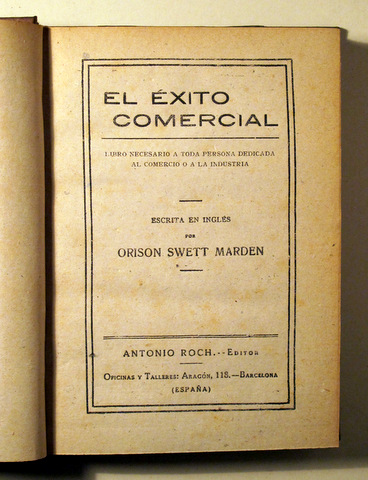 EL ÉXITO
COMERCIAL
LIBRO NECESARIO A TODA PERSONA DEDICADA
AL COMERCIO O A LA INDUSTRIA
ESCRITA EN INGLÉS
POR
ORISON SWETT MARDEN
ANTONIO ROCH.--EDITOR
OFICINAS Y TALLERES: ARAGÓN, 118.—BARCELONA
(ESPAÑA)